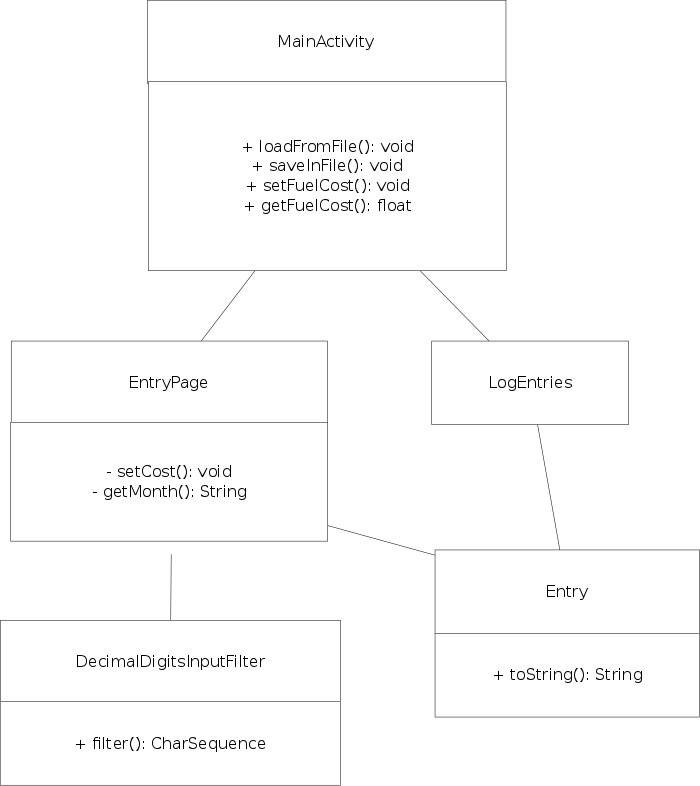 MainActivity
+ loadFromFile(): void
+ saveInFile(): void
+ setFuelCost(): void
+ getFuelCost(): float
EntryPage
- setCost(): void
- getMonth(): String
LogEntries
DecimalDigitsInputFilter
+ filter(): CharSequence
Entry
+ toString(): String